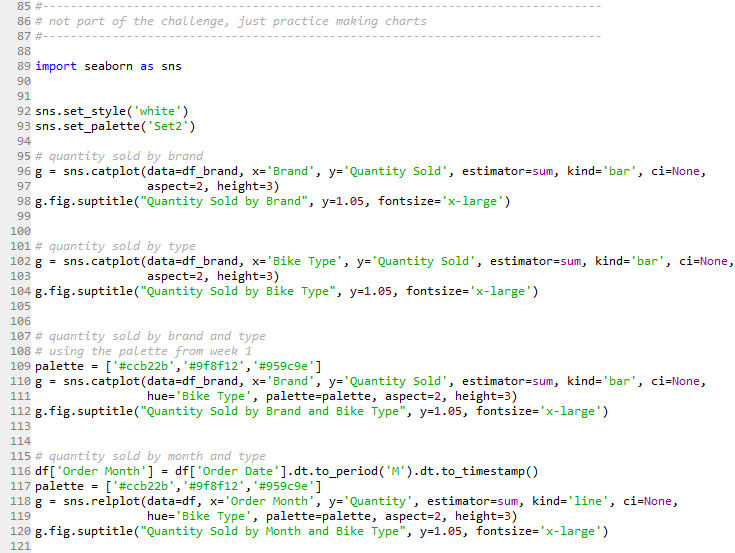 85 #--------------------------------------------------------------------------------
86 # not part of the challenge, just practice making charts
87 #--------------------------------------------------------------------------------
88
89 import seaborn as sns
90
91
92 sns.set_style('white')
93 sns.set_palette('Set2')
94
95 # quantity sold by brand
96 g = sns.catplot(data=df_brand, x='Brand', y='Quantity Sold', estimator=sum, kind='bar', ci=None,
97                 aspect=2, height=3)
98 g.fig.suptitle("Quantity Sold by Brand", y=1.05, fontsize='x-large')
99
100
101 # quantity sold by type
102 g = sns.catplot(data=df_brand, x='Bike Type', y='Quantity Sold', estimator=sum, kind='bar', ci=None,
103                 aspect=2, height=3)
104 g.fig.suptitle("Quantity Sold by Bike Type", y=1.05, fontsize='x-large')
105
106
107 # quantity sold by brand and type
108 # using the palette from week 1
109 palette = ['#ccb22b','#9f8f12','#959c9e']
110 g = sns.catplot(data=df_brand, x='Brand', y='Quantity Sold', estimator=sum, kind='bar', ci=None,
111                 hue='Bike Type', palette=palette, aspect=2, height=3)
112 g.fig.suptitle("Quantity Sold by Brand and Bike Type", y=1.05, fontsize='x-large')
113
114
115 # quantity sold by month and type
116 df['Order Month'] = df['Order Date'].dt.to_period('M').dt.to_timestamp()
117 palette = ['#ccb22b','#9f8f12','#959c9e']
118 g = sns.relplot(data=df, x='Order Month', y='Quantity', estimator=sum, kind='line', ci=None,
119                 hue='Bike Type', palette=palette, aspect=2, height=3)
120 g.fig.suptitle("Quantity Sold by Month and Bike Type", y=1.05, fontsize='x-large')
121